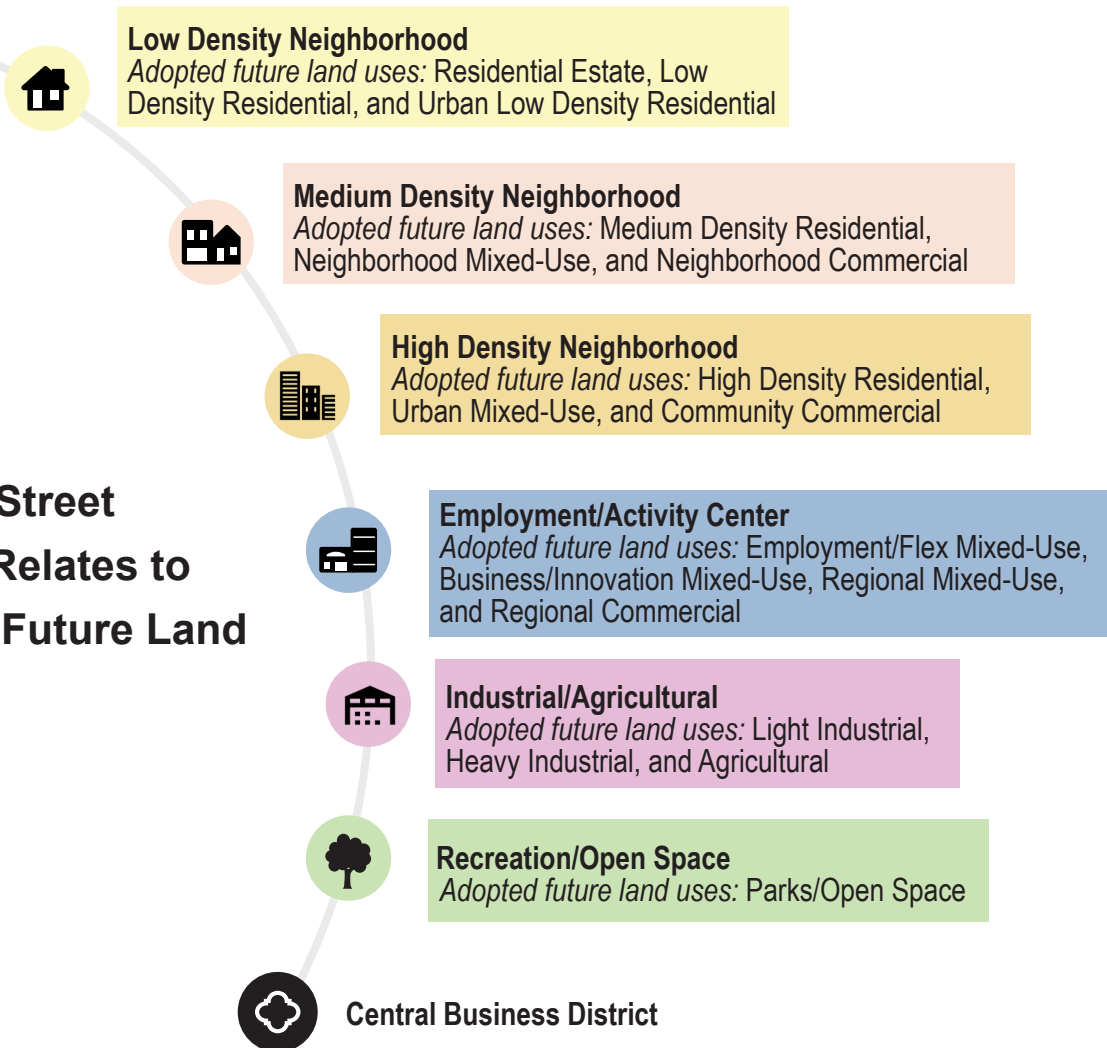 Low Density Neighborhood
Adopted future land uses: Residential Estate, Low
Density Residential, and Urban Low Density Residential
Medium Density Neighborhood
Adopted future land uses: Medium Density Residential,
Neighborhood Mixed-Use, and Neighborhood Commercial
High Density Neighborhood
Adopted future land uses: High Density Residential,
Urban Mixed-Use, and Community Commercial
Street
Relates to
Future Land
Employment/Activity Center
Adopted future land uses: Employment/Flex Mixed-Use,
Business/Innovation Mixed-Use, Regional Mixed-Use,
and Regional Commercial
Industrial/Agricultural
Adopted future land uses: Light Industrial,
Heavy Industrial, and Agricultural
Recreation/Open Space
Adopted future land uses: Parks/Open Space
Central Business District